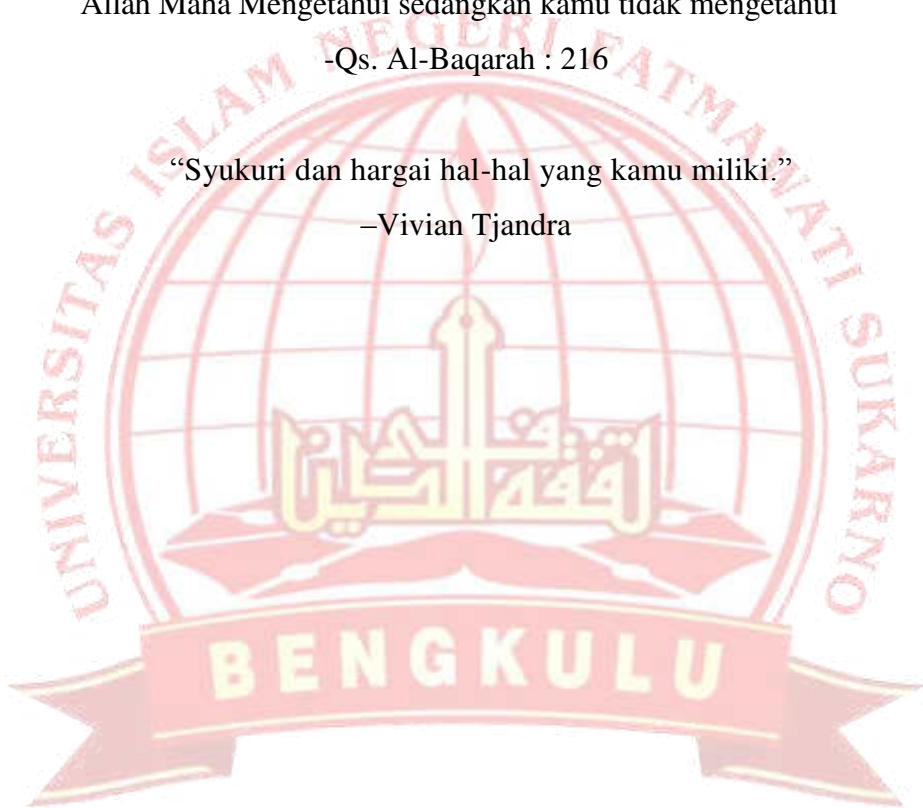 Allah Maha Mengetahui sedangkan kamu tidak mengetahui
-Qs. Al-Baqarah : 216
“Syukuri dan hargai hal-hal yang kamu miliki.”
–Vivian Tjandra
UNIVERSITAS ISLAM NEGERI FATMAWATI SUKARNO
BENGKULU